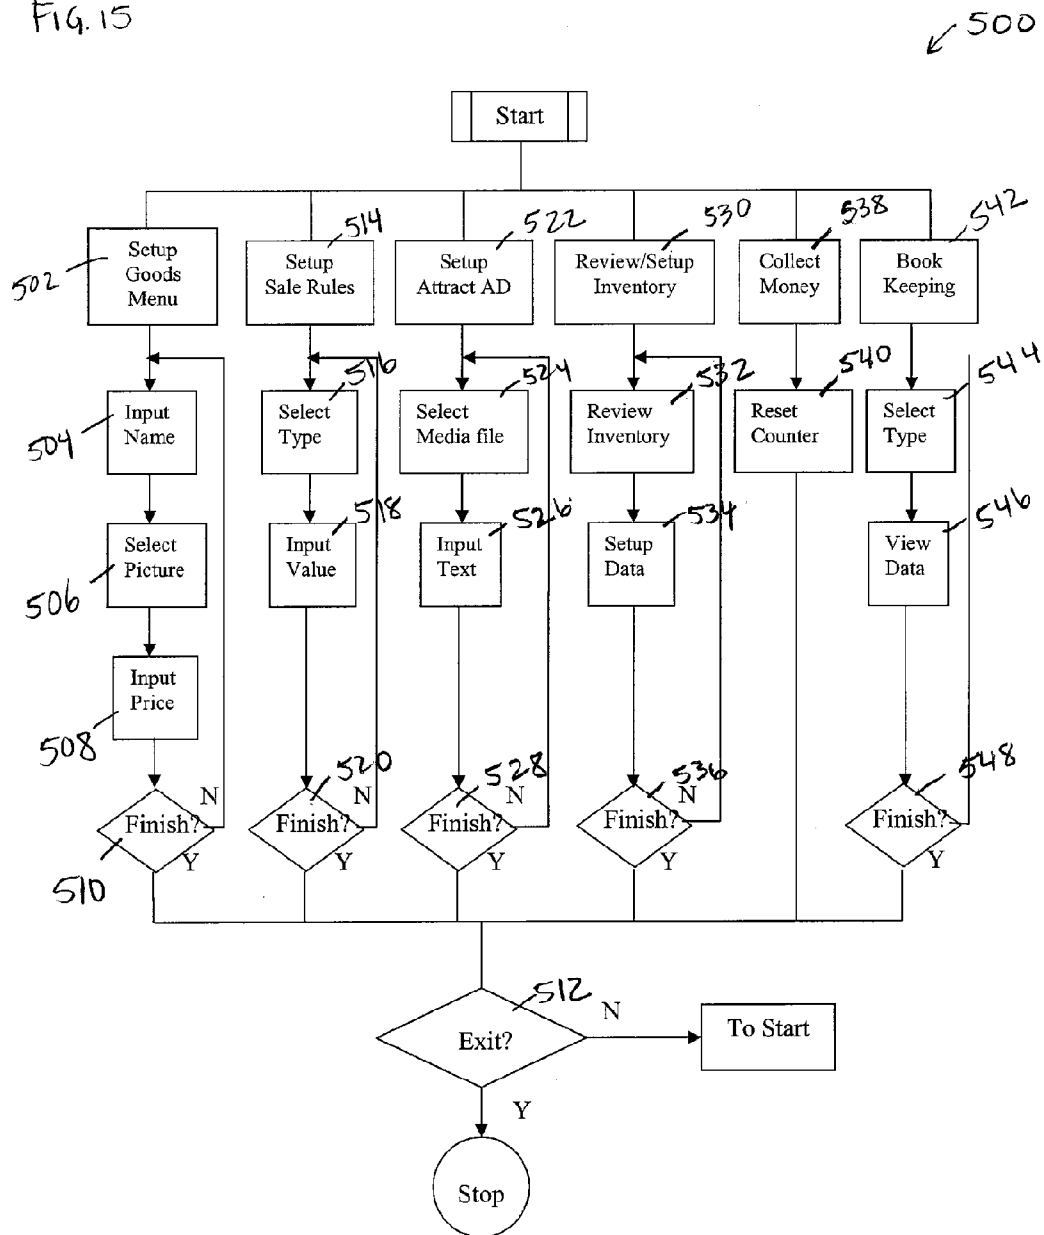 FIG. 15
500
Start
502
Setup
Goods
Menu
514
Setup
Sale Rules
522
Setup
Attract AD
530
Review/Setup
Inventory
538
Collect
Money
542
Book
Keeping
504
Input
Name
516
Select
Type
524
Select
Media file
532
Review
Inventory
540
Reset
Counter
544
Select
Type
506
Select
Picture
518
Input
Value
526
Input
Text
534
Setup
Data
546
View
Data
508
Input
Price
510
Finish?
N
Y
520
Finish?
N
Y
528
Finish?
N
Y
536
Finish?
N
Y
548
Finish?
Y
512
Exit?
N
To Start
Y
Stop